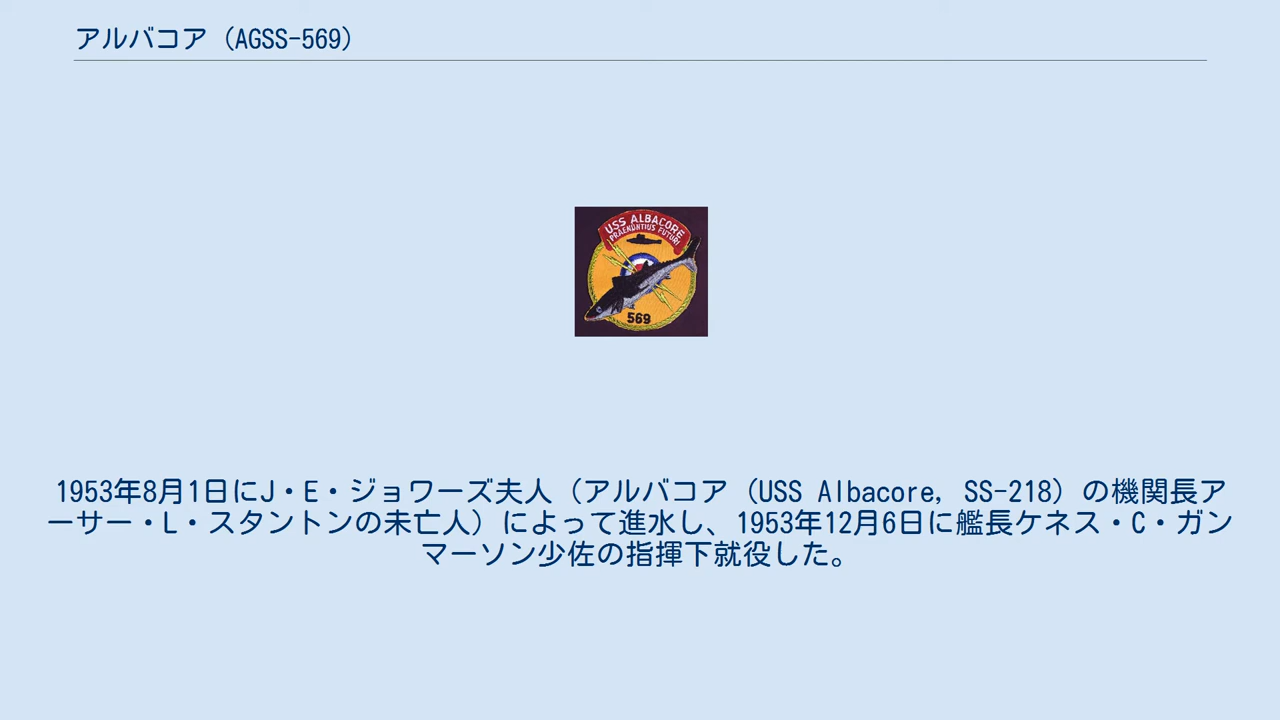 アルバコア（AGSS-569）
USS ALBACORE
PRAENUNTIUS FUTURI
569
1953年8月1日にJ・E・ジョワーズ夫人（アルバコア（USS Albacore, SS-218）の機関長ア
ーサー・L・スタントンの未亡人）によって進水し、1953年12月6日に艦長ケネス・C・ガン
マーソン少佐の指揮下就役した。